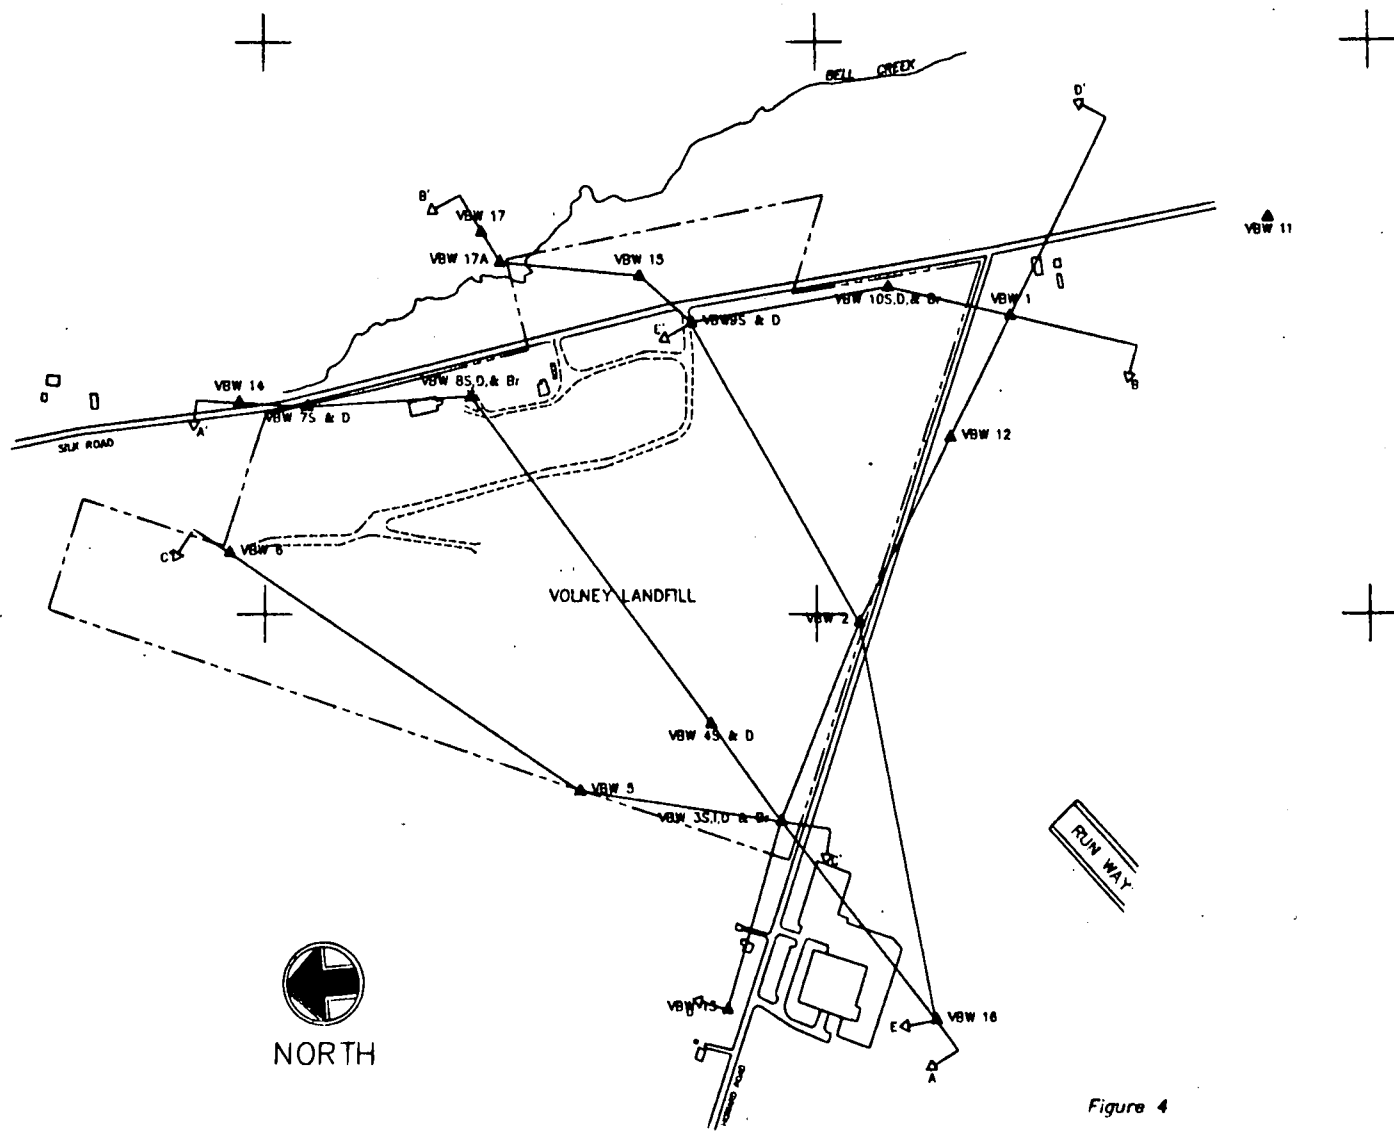 BELL CREEK
D'
B'
VBW 17
VBW 11
VBW 17A
VBW 15
VBW 10S,D,& Br
VBW 1
E'
VBW9S & D
B
VBW 14
VBW 8S,D,& Br
VBW 7S & D
A'
SILK ROAD
VBW 12
C
VBW 6
VOLNEY LANDFILL
VBW 2
VBW 4S & D
VBW 5
VBW 3S,I,D & Br
C'
RUN WAY
NORTH
VBW 16
E
A
HOWARD ROAD
Figure 4